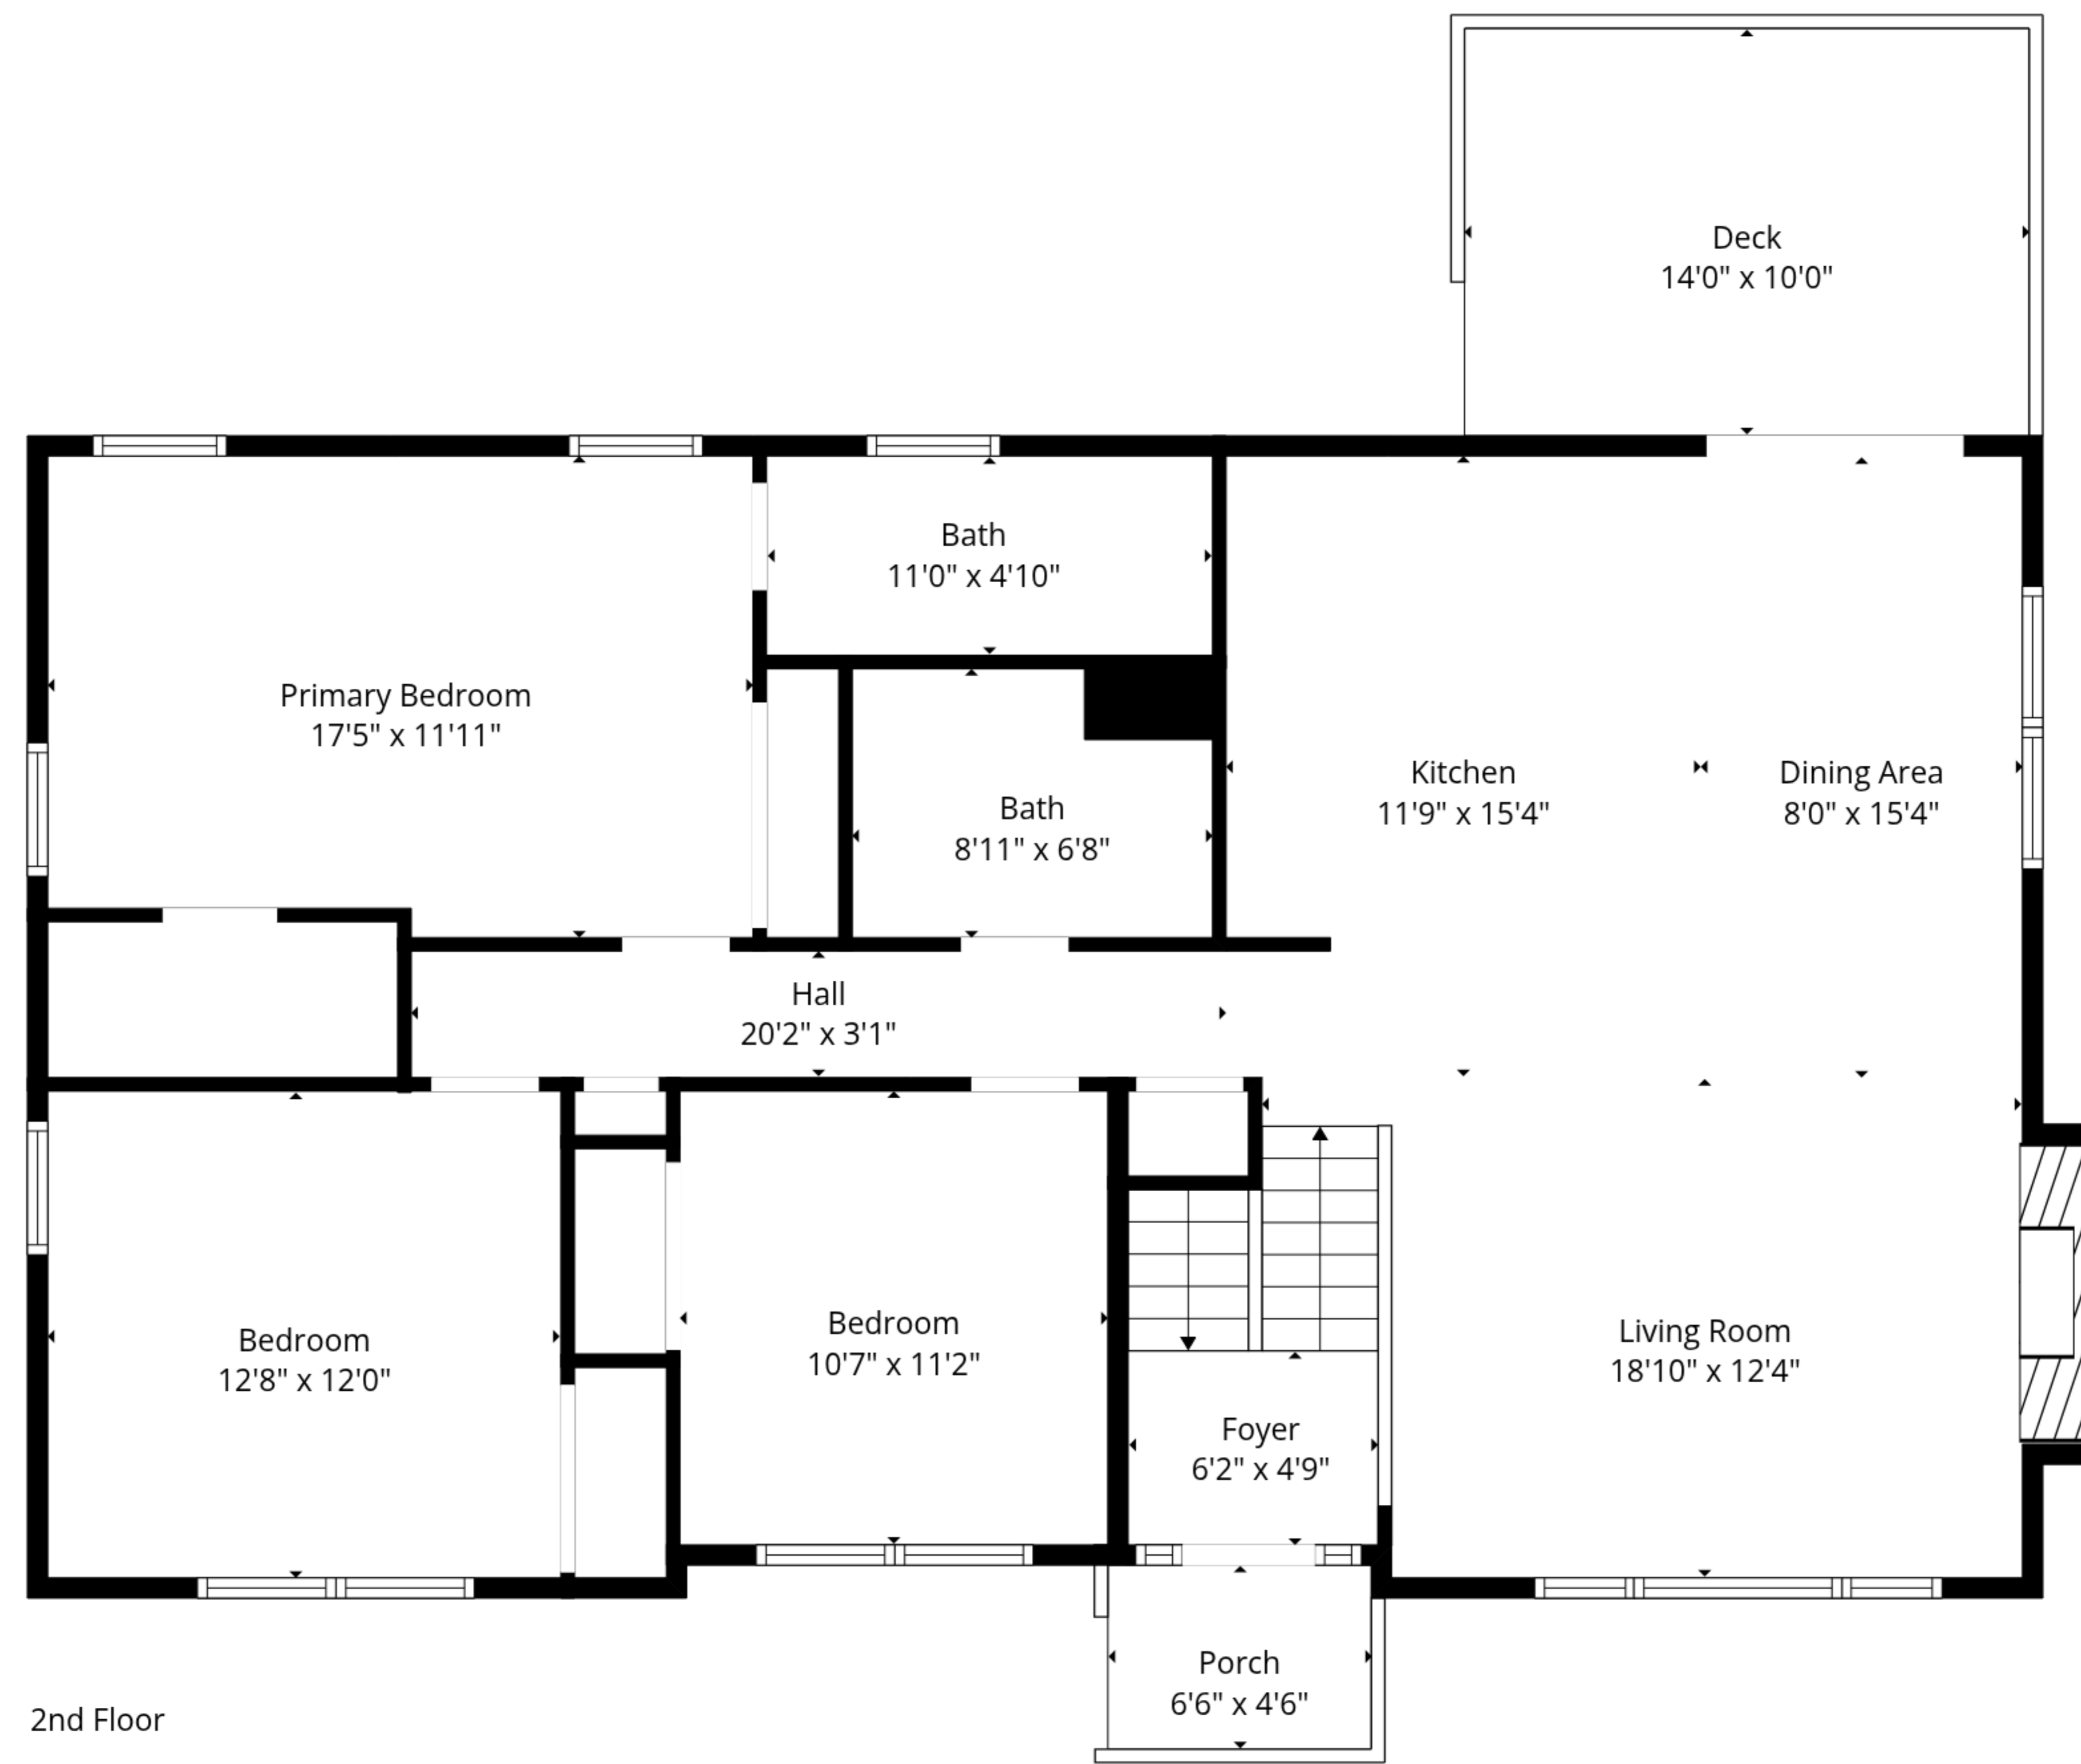 Deck
14'0" x 10'0"
Bath
11'0" x 4'10"
Primary Bedroom
17'5" x 11'11"
Kitchen
11'9" x 15'4"
Dining Area
8'0" x 15'4"
Bath
8'11" x 6'8"
Hall
20'2" x 3'1"
Bedroom
12'8" x 12'0"
Bedroom
10'7" x 11'2"
Living Room
18'10" x 12'4"
Foyer
6'2" x 4'9"
Porch
6'6" x 4'6"
2nd Floor